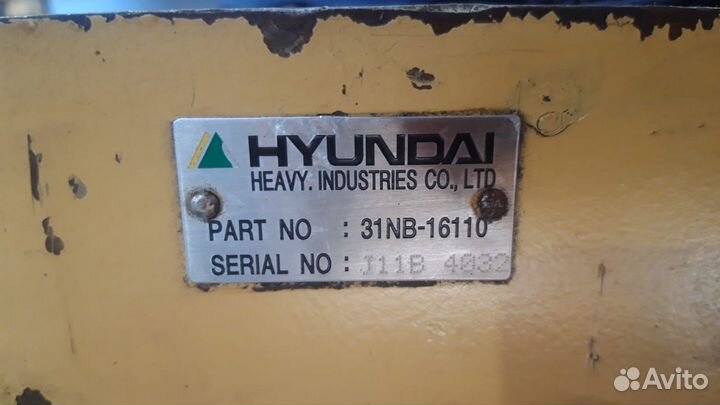 HYUNDAI
HEAVY. INDUSTRIES CO., LTD
PART NO : 31NB-16110
SERIAL NO : J11B 4032
Avito